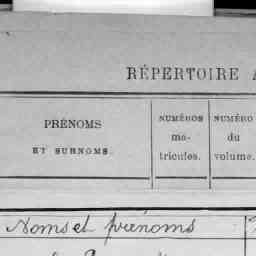 RÉPERTOIRE A
PRÉNOMS
ET SURNOMS.
NUMÉROS
ma-
tricules.
NUMÉRO
du
volume.
Noms et prénoms